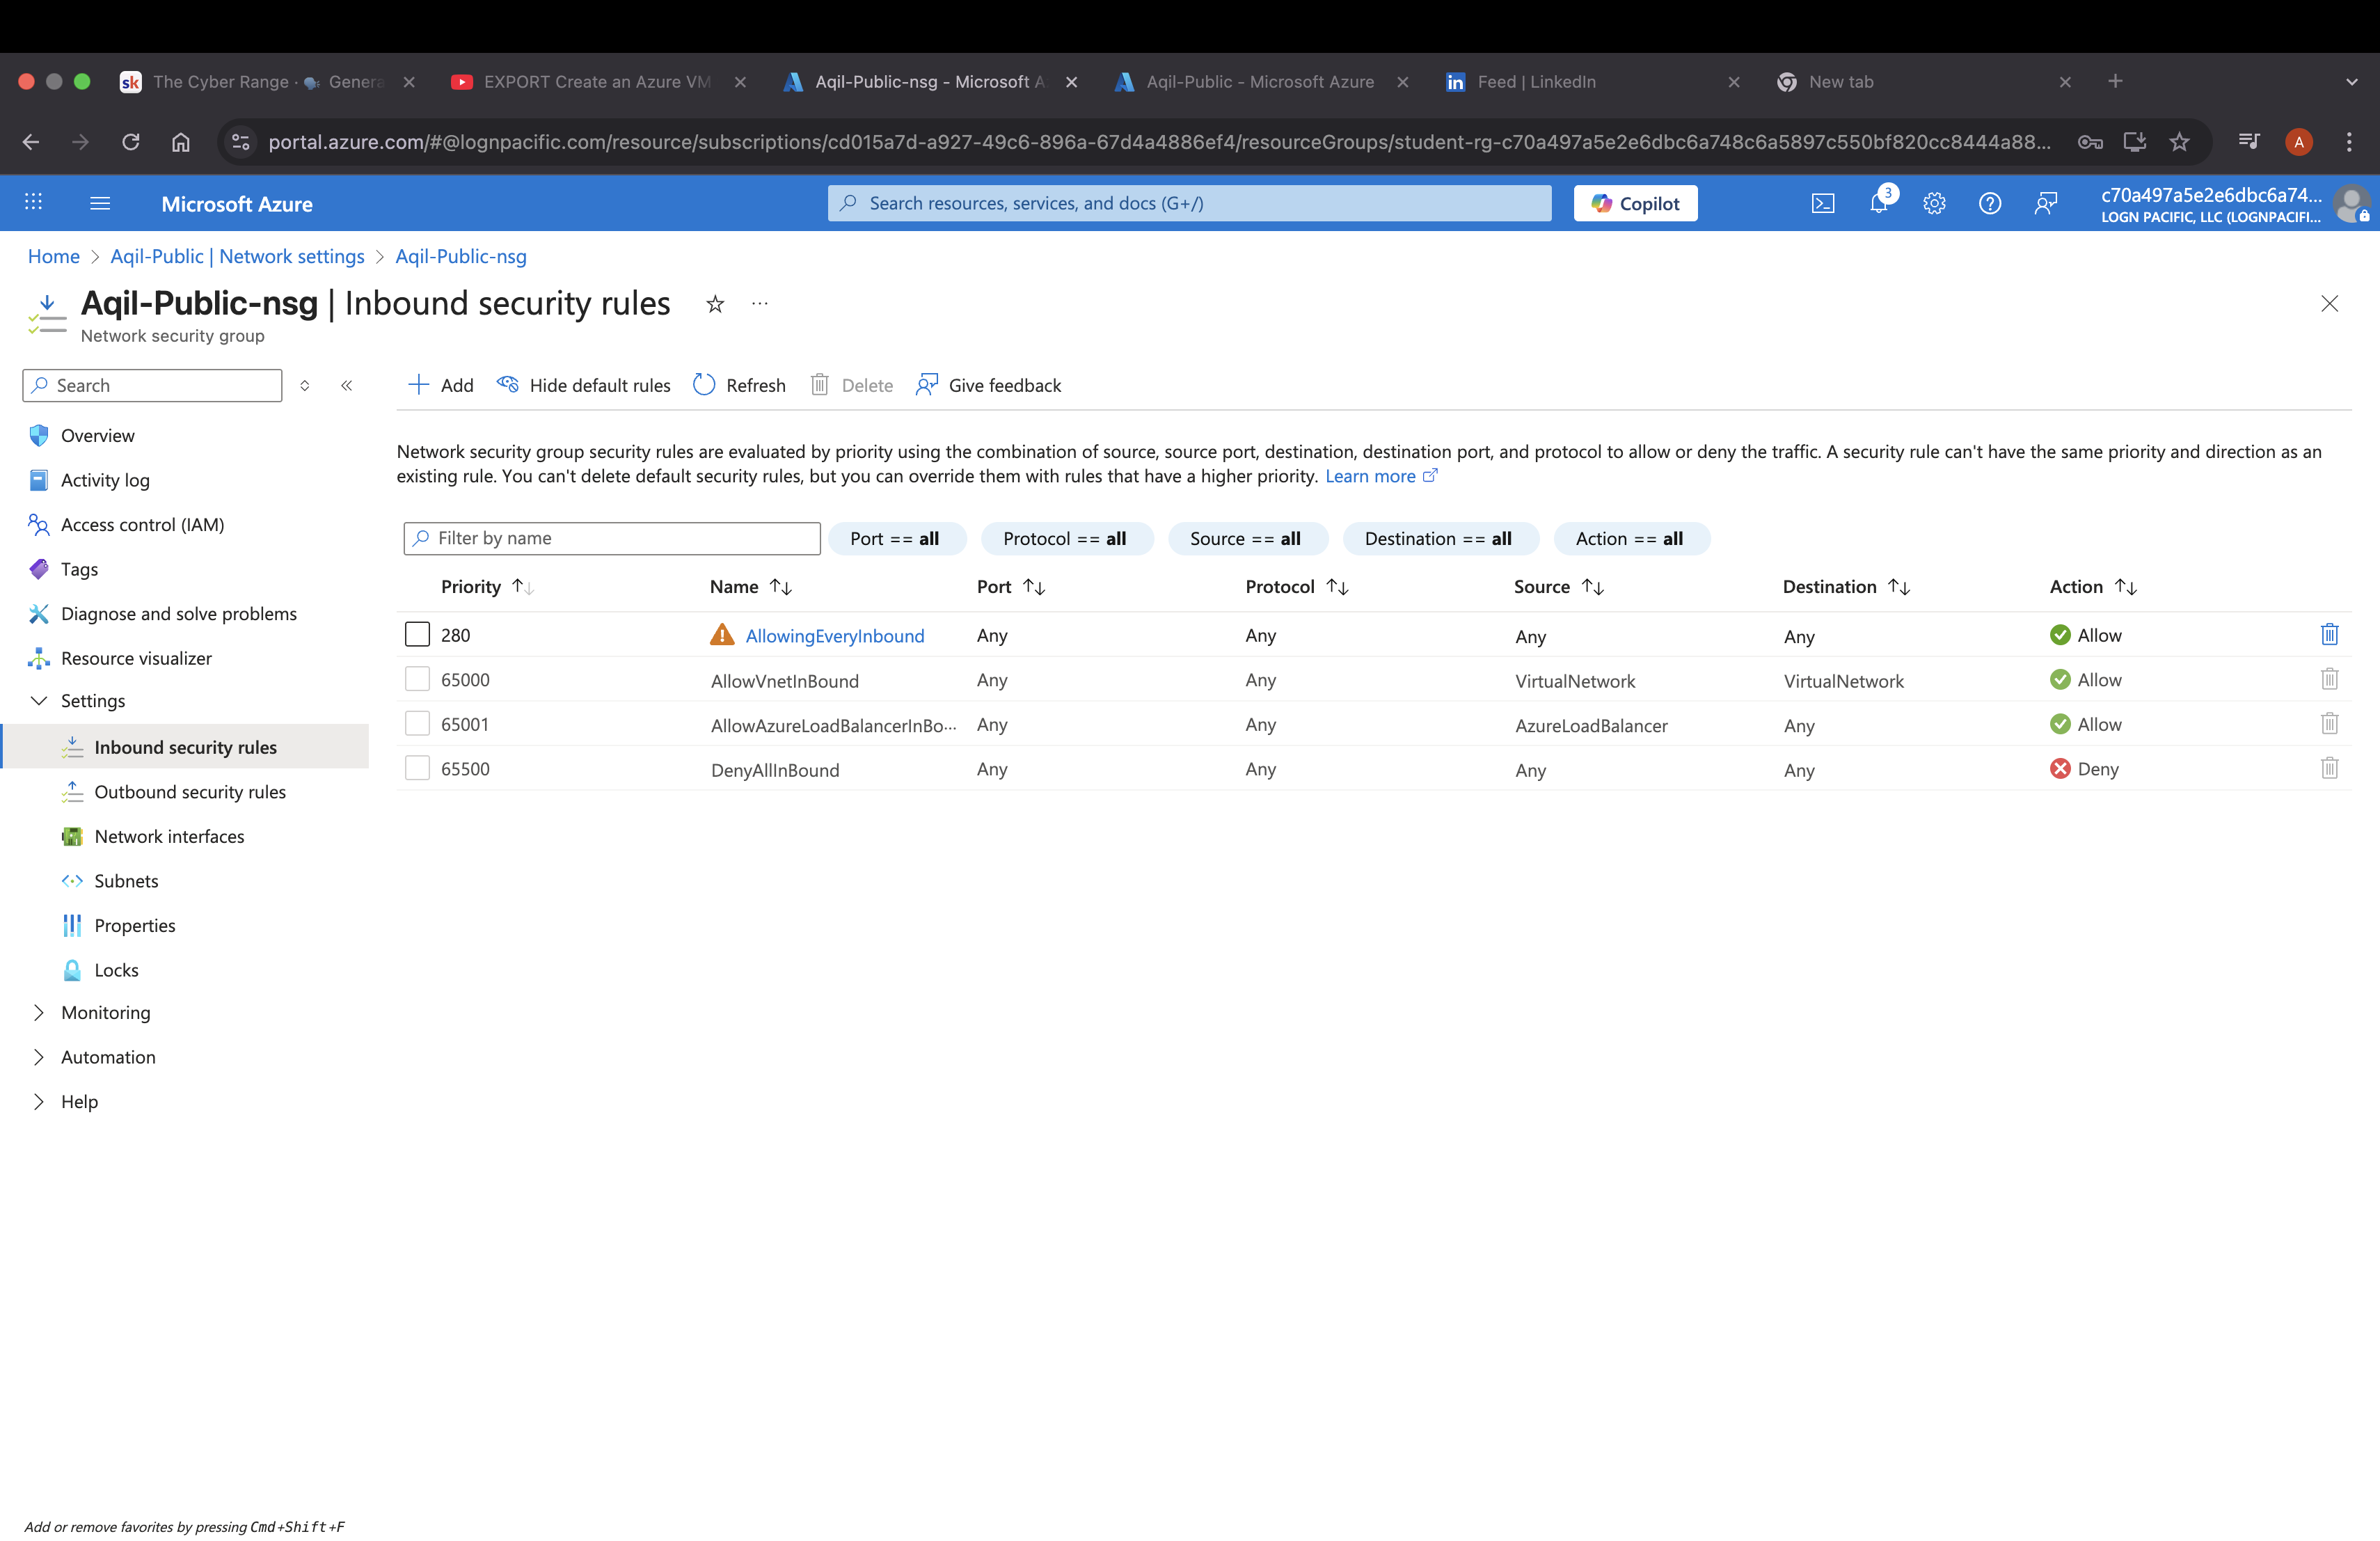 The Cyber Range · Genera
EXPORT Create an Azure VM
Aqil-Public-nsg - Microsoft A
Aqil-Public - Microsoft Azure
Feed | LinkedIn
New tab
portal.azure.com/#@lognpacific.com/resource/subscriptions/cd015a7d-a927-49c6-896a-67d4a4886ef4/resourceGroups/student-rg-c70a497a5e2e6dbc6a748c6a5897c550bf820cc8444a88...
A
Microsoft Azure
Search resources, services, and docs (G+/)
Copilot
3
c70a497a5e2e6dbc6a74...
LOGN PACIFIC, LLC (LOGNPACIFI...
Home > Aqil-Public | Network settings > Aqil-Public-nsg
Aqil-Public-nsg | Inbound security rules
Network security group
Search
Overview
Activity log
Access control (IAM)
Tags
Diagnose and solve problems
Resource visualizer
Settings
Inbound security rules
Outbound security rules
Network interfaces
Subnets
Properties
Locks
Monitoring
Automation
Help
Add or remove favorites by pressing Cmd+Shift+F
Add Hide default rules Refresh Delete Give feedback
Network security group security rules are evaluated by priority using the combination of source, source port, destination, destination port, and protocol to allow or deny the traffic. A security rule can't have the same priority and direction as an
existing rule. You can't delete default security rules, but you can override them with rules that have a higher priority. Learn more
Filter by name Port == all Protocol == all Source == all Destination == all Action == all
Priority Name Port Protocol Source Destination Action
280 AllowingEveryInbound Any Any Any Any Allow
65000 AllowVnetInBound Any Any VirtualNetwork VirtualNetwork Allow
65001 AllowAzureLoadBalancerInBo... Any Any AzureLoadBalancer Any Allow
65500 DenyAllInBound Any Any Any Any Deny